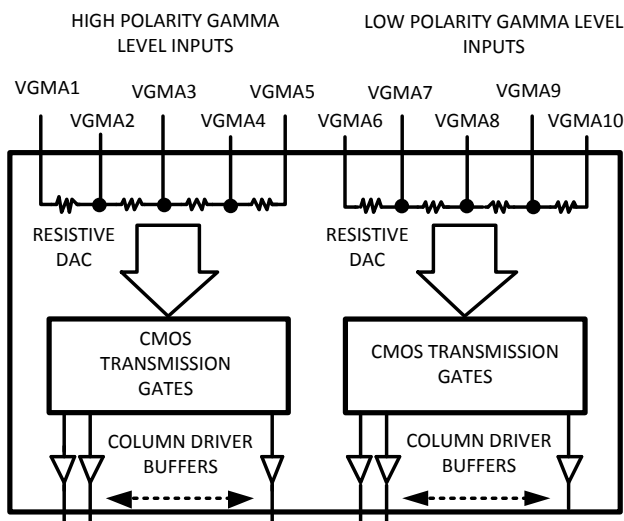 HIGH POLARITY GAMMA
LEVEL INPUTS
LOW POLARITY GAMMA LEVEL
INPUTS
VGMA1
VGMA2
VGMA3
VGMA4
VGMA5
VGMA6
VGMA7
VGMA8
VGMA9
VGMA10
RESISTIVE
DAC
RESISTIVE
DAC
CMOS
TRANSMISSION
GATES
CMOS TRANSMISSION
GATES
COLUMN DRIVER
BUFFERS
COLUMN DRIVER
BUFFERS